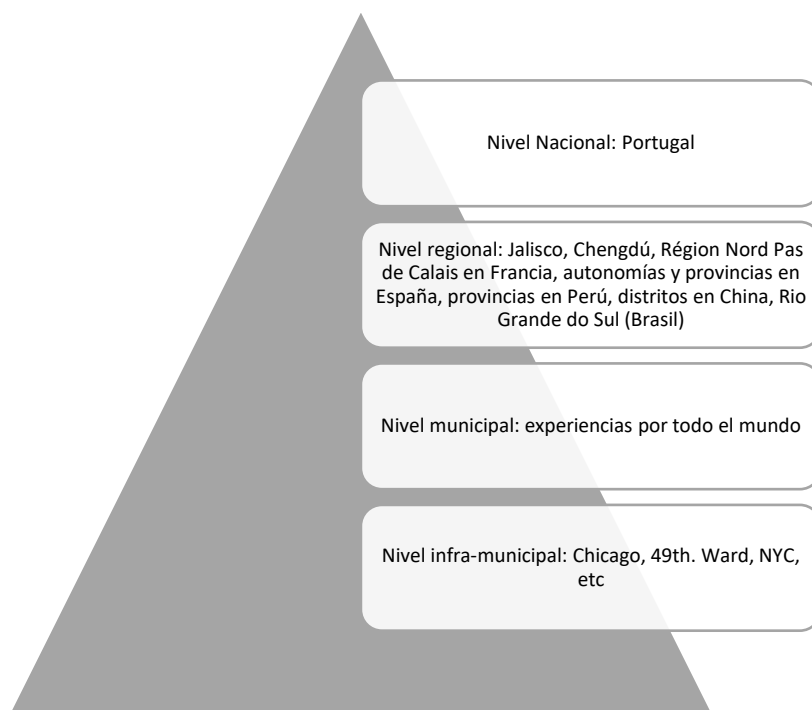 Nivel Nacional: Portugal
Nivel regional: Jalisco, Chengdú, Région Nord Pas
de Calais en Francia, autonomías y provincias en
España, provincias en Perú, distritos en China, Rio
Grande do Sul (Brasil)
Nivel municipal: experiencias por todo el mundo
Nivel infra-municipal: Chicago, 49th. Ward, NYC,
etc